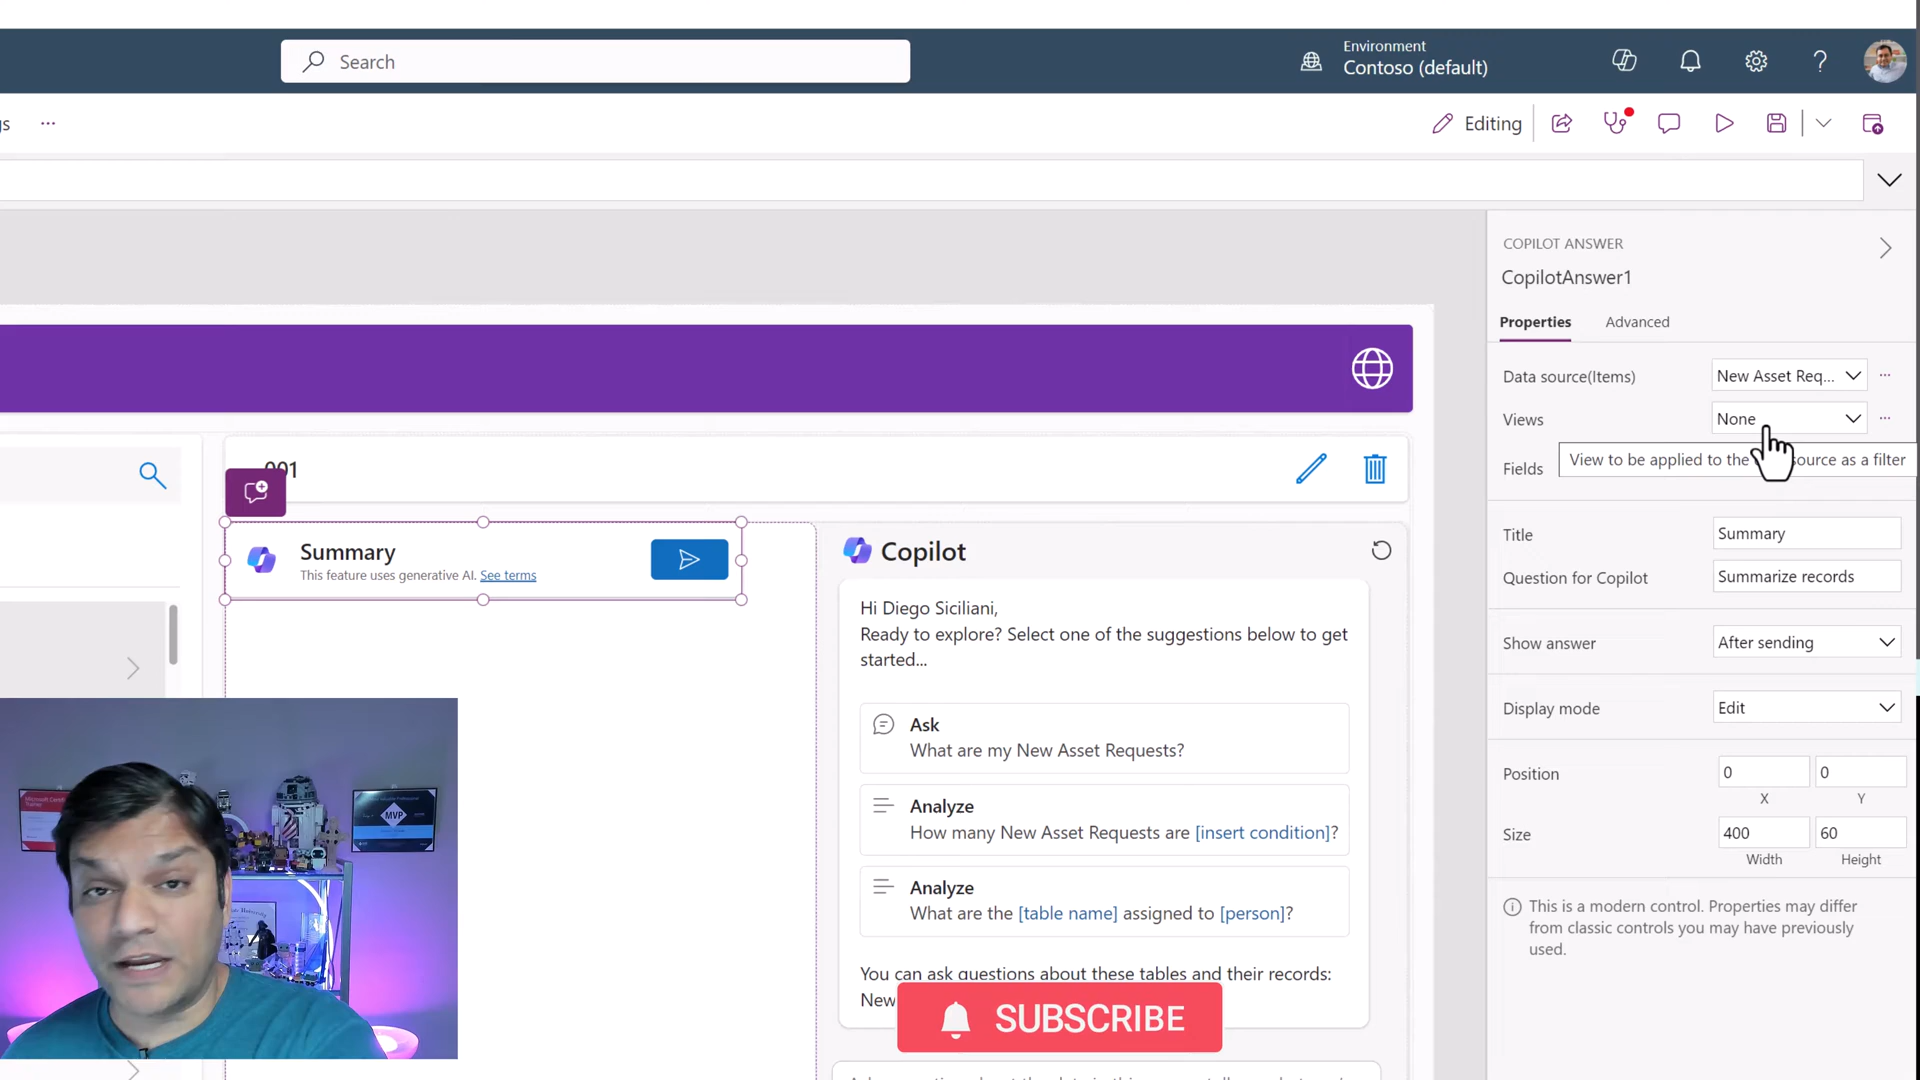 Search
Environment
Contoso (default)
?
s
...
Editing
COPILOT ANSWER
CopilotAnswer1
Properties
Advanced
Data source(Items)
New Asset Req...
...
Views
None
...
Fields
View to be applied to the source as a filter
001
Summary
This feature uses generative AI. See terms
Copilot
Hi Diego Siciliani,
Ready to explore? Select one of the suggestions below to get
started...
Ask
What are my New Asset Requests?
Analyze
How many New Asset Requests are [insert condition]?
Analyze
What are the [table name] assigned to [person]?
You can ask questions about these tables and their records:
New
SUBSCRIBE
Title
Summary
Question for Copilot
Summarize records
Show answer
After sending
Display mode
Edit
Position
0
0
X
Y
Size
400
60
Width
Height
This is a modern control. Properties may differ
from classic controls you may have previously
used.
MVP